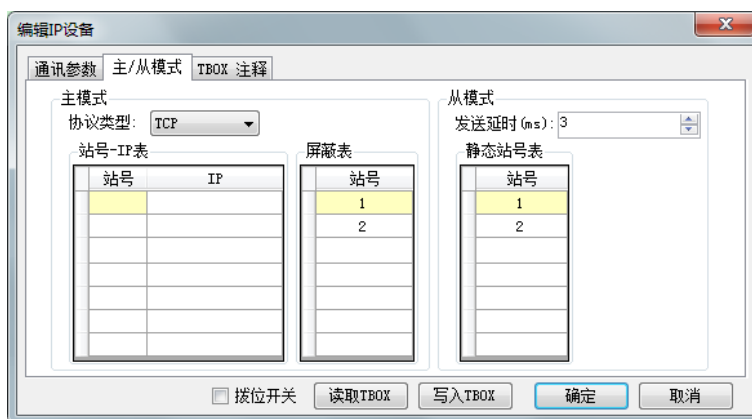 编辑IP设备
通讯参数 主/从模式 TBOX 注释
主模式
协议类型: TCP
站号-IP表
站号 IP
屏蔽表
站号
1
2
从模式
发送延时(ms): 3
静态站号表
站号
1
2
拨位开关 读取TBOX 写入TBOX 确定 取消